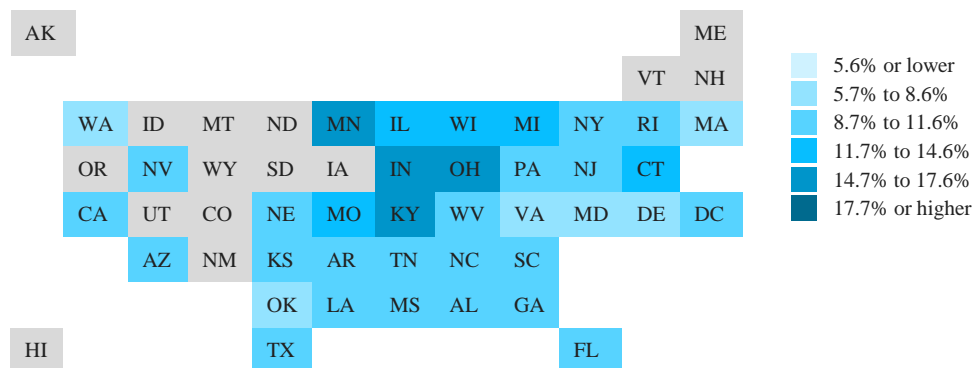 AK ME
VT NH
WA ID MT ND MN IL WI MI NY RI MA
OR NV WY SD IA IN OH PA NJ CT
CA UT CO NE MO KY WV VA MD DE DC
AZ NM KS AR TN NC SC
OK LA MS AL GA
HI TX FL
5.6% or lower
5.7% to 8.6%
8.7% to 11.6%
11.7% to 14.6%
14.7% to 17.6%
17.7% or higher